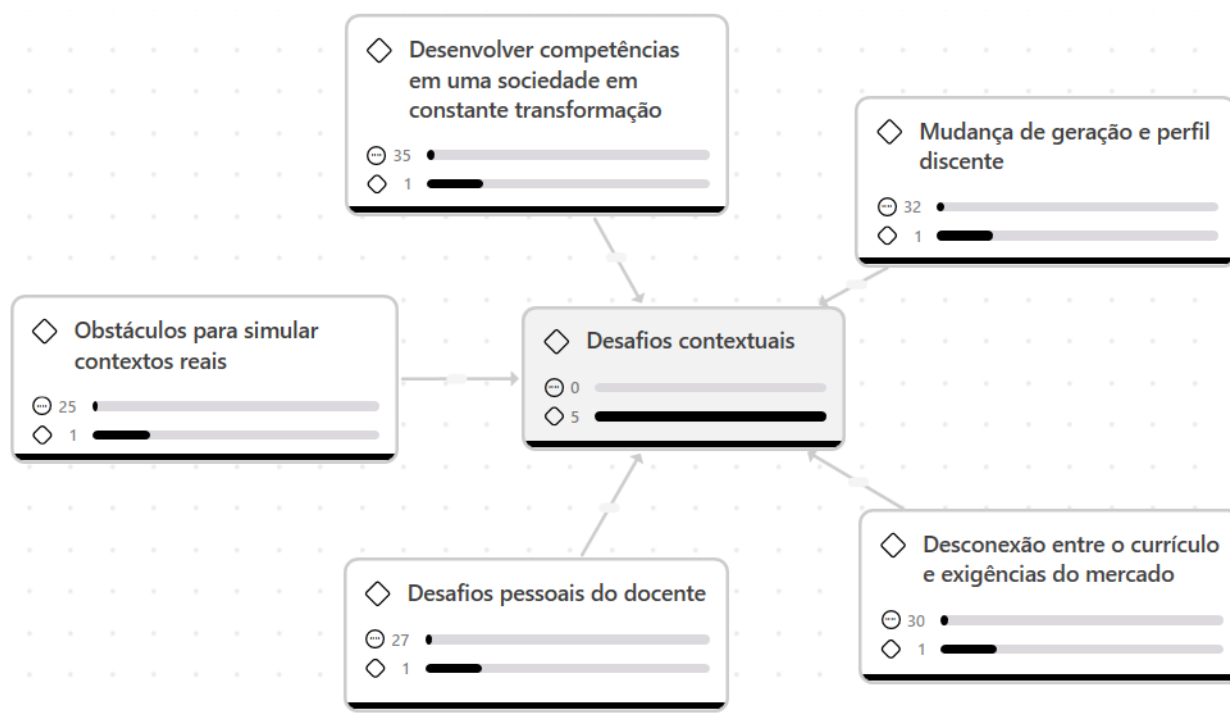 Desenvolver competências
em uma sociedade em
constante transformação
35
1
Mudança de geração e perfil
discente
32
1
Obstáculos para simular
contextos reais
25
1
Desafios contextuais
0
5
Desafios pessoais do docente
27
1
Desconexão entre o currículo
e exigências do mercado
30
1